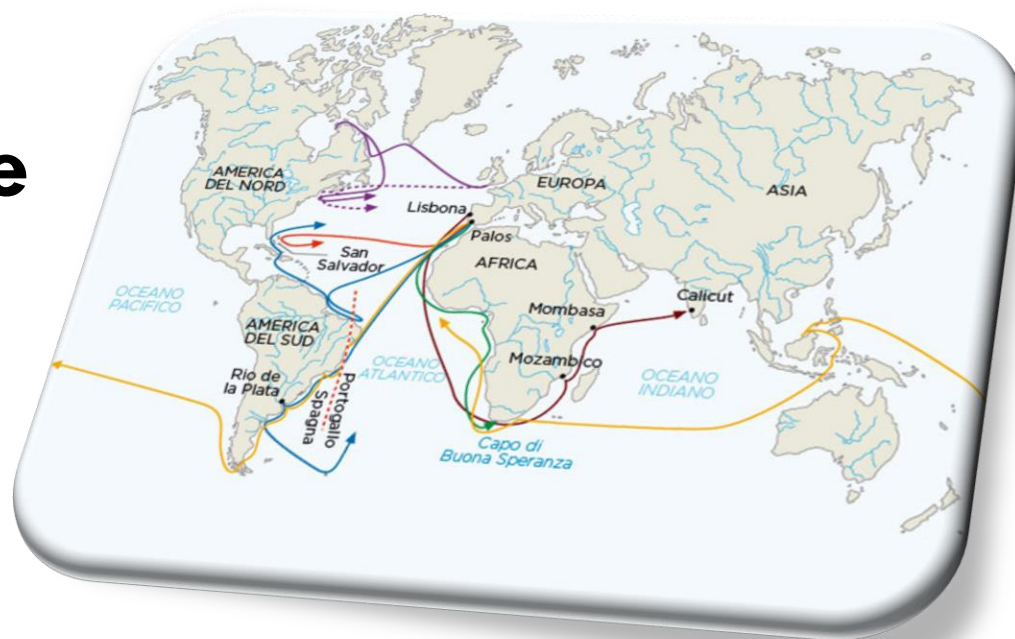 e
AMERICA
DEL NORD
EUROPA
ASIA
Lisbona
Palos
San
Salvador
AFRICA
OCEANO
PACIFICO
Mombasa
Calicut
AMERICA
DEL SUD
OCEANO
ATLANTICO
Mozambico
OCEANO
INDIANO
Rio de
la Plata
Portogallo
Spagna
Capo di
Buona Speranza